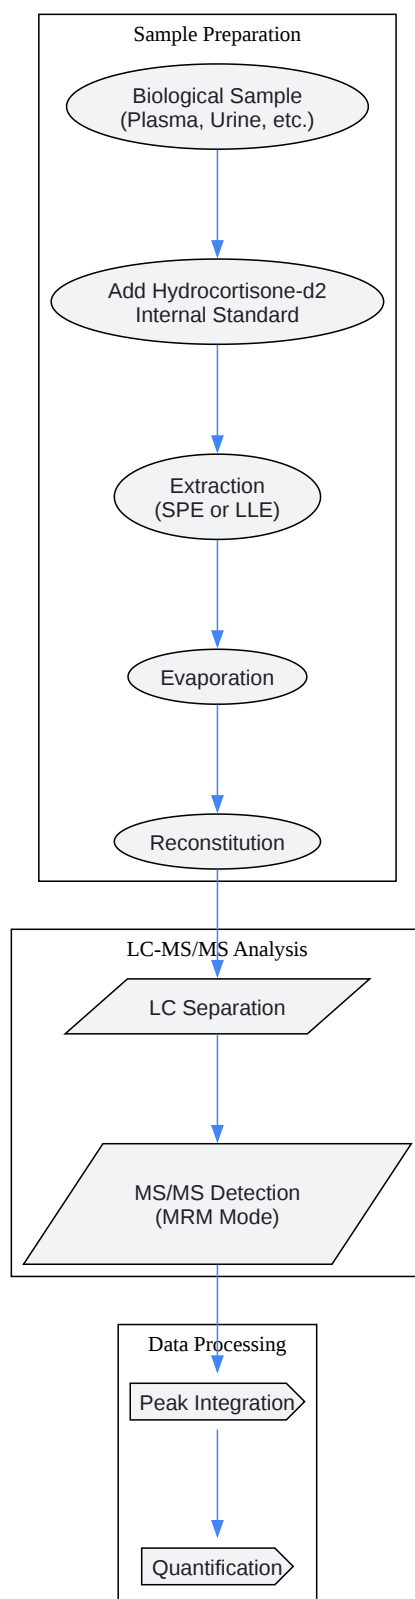 Sample Preparation
Biological Sample
(Plasma, Urine, etc.)
Add Hydrocortisone-d2
Internal Standard
Extraction
(SPE or LLE)
Evaporation
Reconstitution
LC-MS/MS Analysis
LC Separation
MS/MS Detection
(MRM Mode)
Data Processing
Peak Integration
Quantification